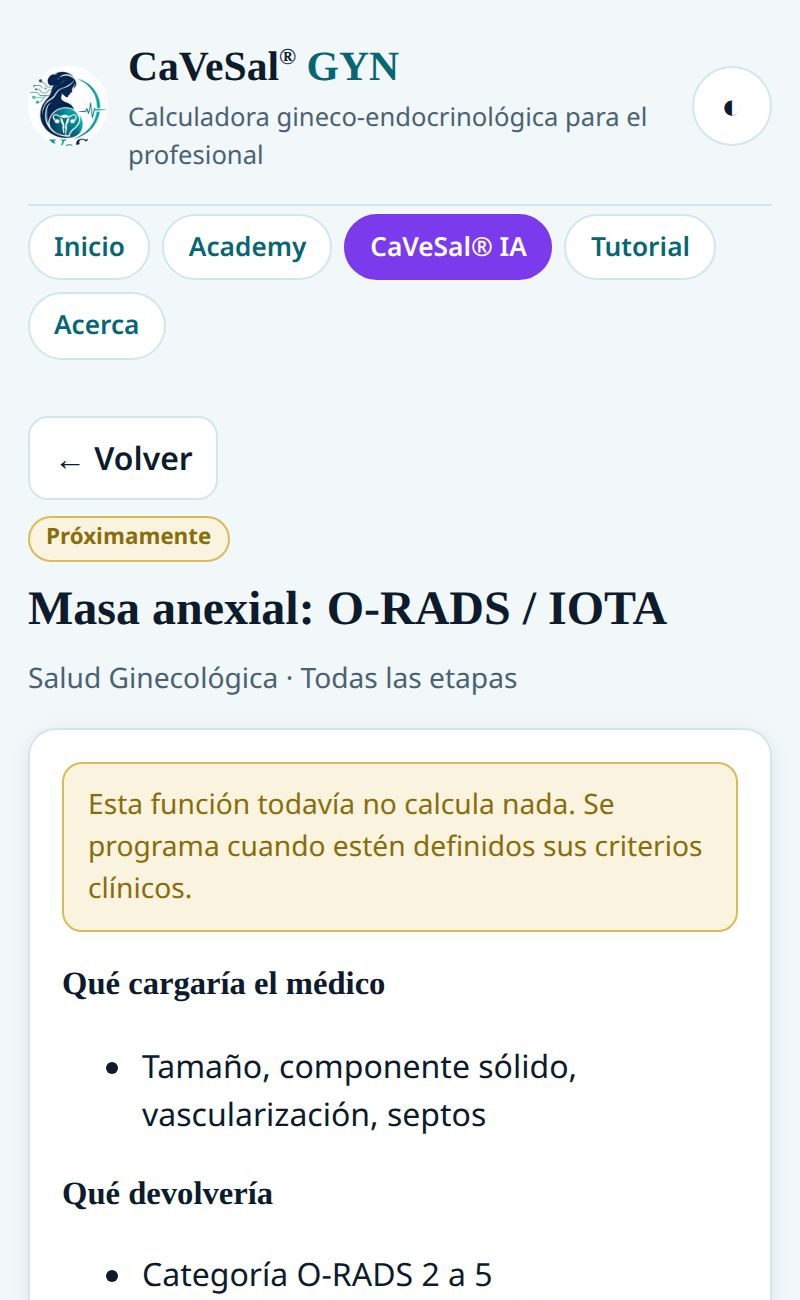 CaVeSal® GYN
Calculadora gineco-endocrinológica para el
profesional
Inicio
Academy
CaVeSal® IA
Tutorial
Acerca
← Volver
Próximamente
Masa anexial: O-RADS / IOTA
Salud Ginecológica · Todas las etapas
Esta función todavía no calcula nada. Se
programa cuando estén definidos sus criterios
clínicos.
Qué cargaría el médico
• Tamaño, componente sólido,
vascularización, septos
Qué devolvería
• Categoría O-RADS 2 a 5